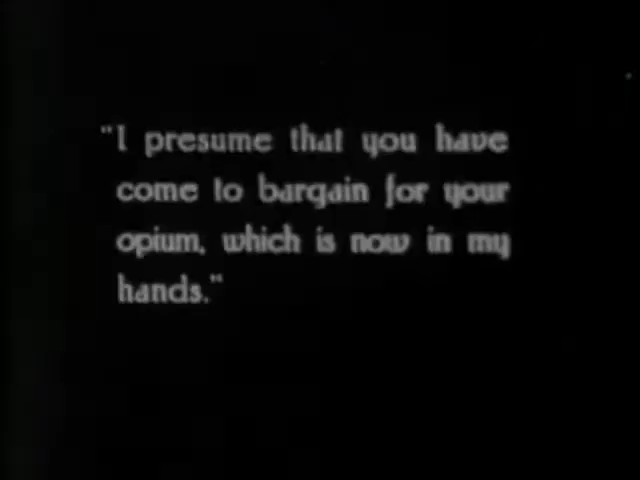 "I presume that you have
come to bargain for your
opium, which is now in my
hands."